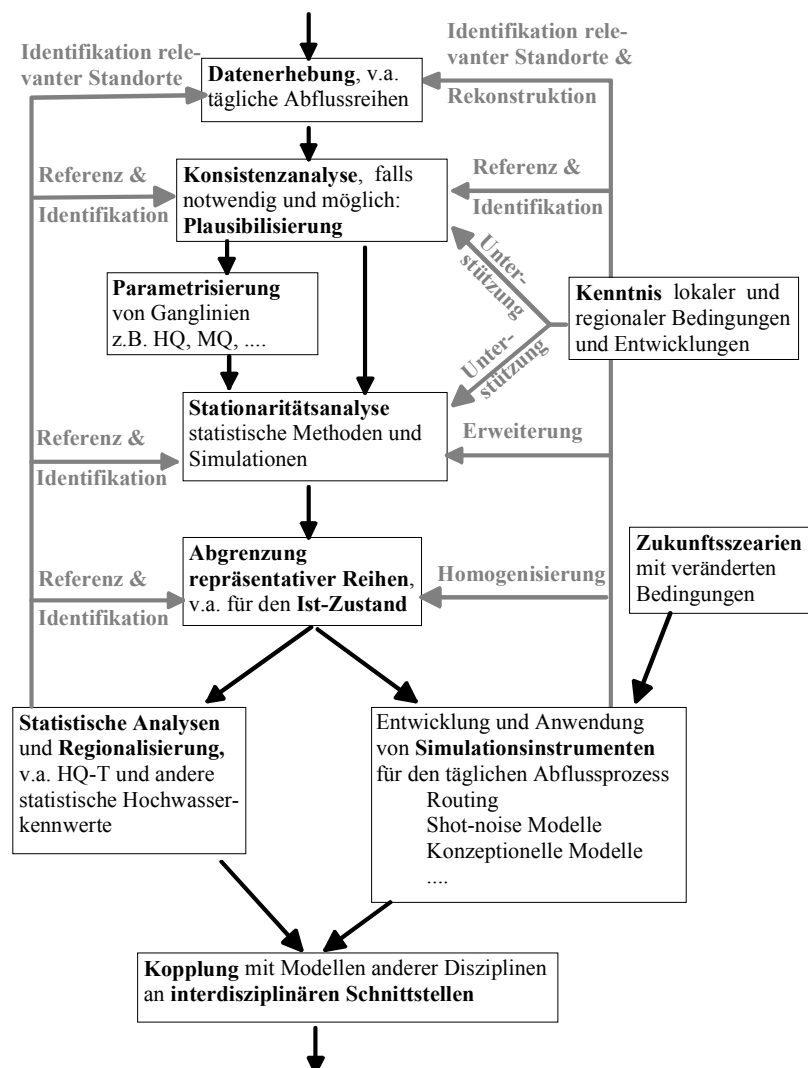 Identifikation rele-
vanter Standorte
Datenerhebung, v.a.
tägliche Abflussreihen
Identifikation rele-
vanter Standorte &
Rekonstruktion
Referenz &
Identifikation
Konsistenzanalyse, falls
notwendig und möglich:
Plausibilisierung
Referenz &
Identifikation
Parametrisierung
von Ganglinien
z.B. HQ, MQ, ....
Unter-
stützung
Unter-
stützung
Kenntnis lokaler und
regionaler Bedingungen
und Entwicklungen
Referenz &
Identifikation
Stationaritätsanalyse
statistische Methoden und
Simulationen
Erweiterung
Referenz &
Identifikation
Abgrenzung
repräsentativer Reihen,
v.a. für den Ist-Zustand
Homogenisierung
Zukunftsszearien
mit veränderten
Bedingungen
Statistische Analysen
und Regionalisierung,
v.a. HQ-T und andere
statistische Hochwasser-
kennwerte
Entwicklung und Anwendung
von Simulationsinstrumenten
für den täglichen Abflussprozess
Routing
Shot-noise Modelle
Konzeptionelle Modelle
....
Kopplung mit Modellen anderer Disziplinen
an interdisziplinären Schnittstellen